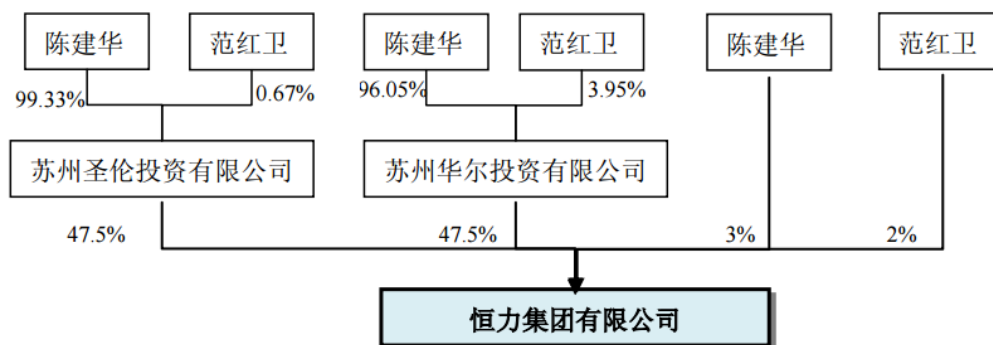 陈建华
范红卫
陈建华
范红卫
陈建华
范红卫
99.33%
0.67%
96.05%
3.95%
苏州圣伦投资有限公司
苏州华尔投资有限公司
47.5%
47.5%
3%
2%
恒力集团有限公司